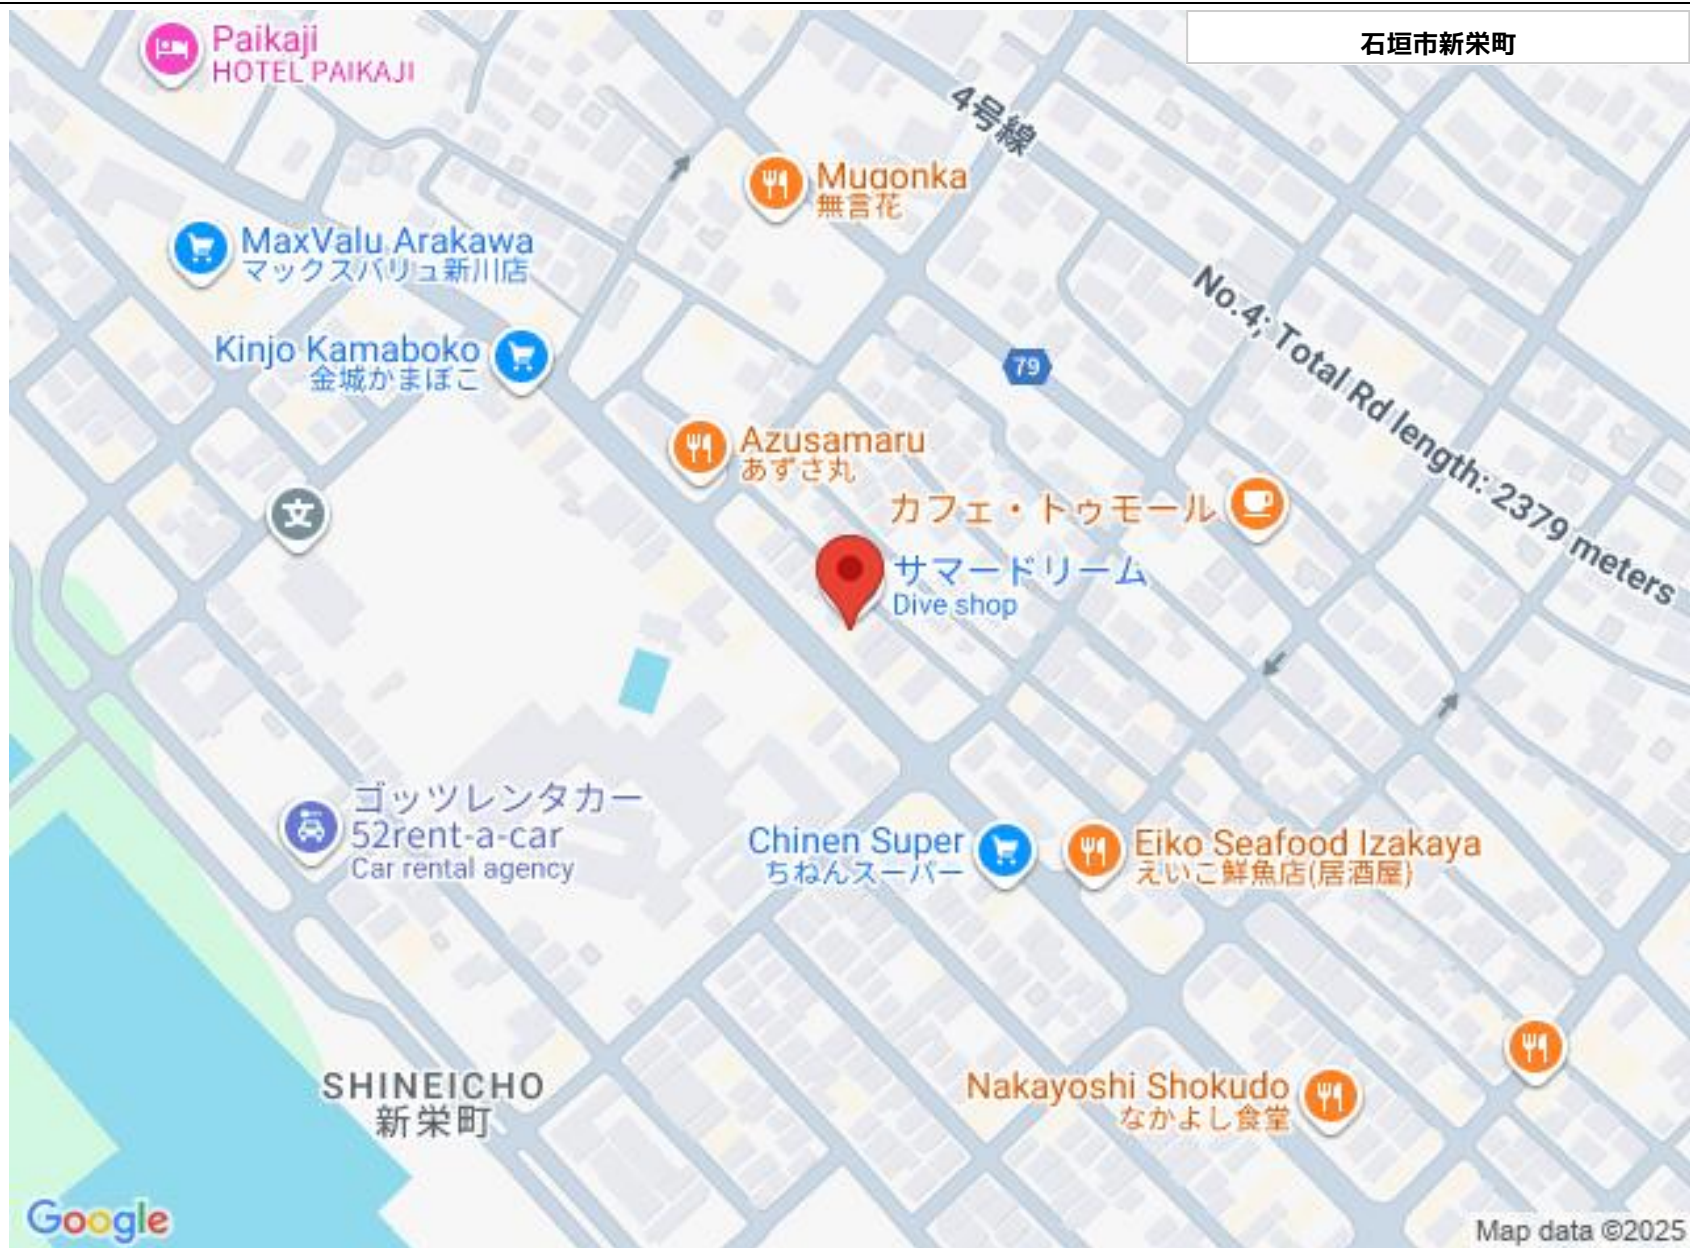 石垣市新栄町
Paikaji
HOTEL PAIKAJI
4号線
Mugonka
無言花
MaxValu Arakawa
マックスバリュ新川店
No.4; Total Rd length: 2379 meters
Kinjo Kamaboko
金城かまぼこ
79
Azusamaru
あずさ丸
カフェ・トゥモール
文
サマードリーム
Dive shop
ゴッツレンタカー
52rent-a-car
Car rental agency
Chinen Super
ちねんスーパー
Eiko Seafood Izakaya
えいこ鮮魚店(居酒屋)
SHINEICHO
新栄町
Nakayoshi Shokudo
なかよし食堂
Google
Map data ©2025